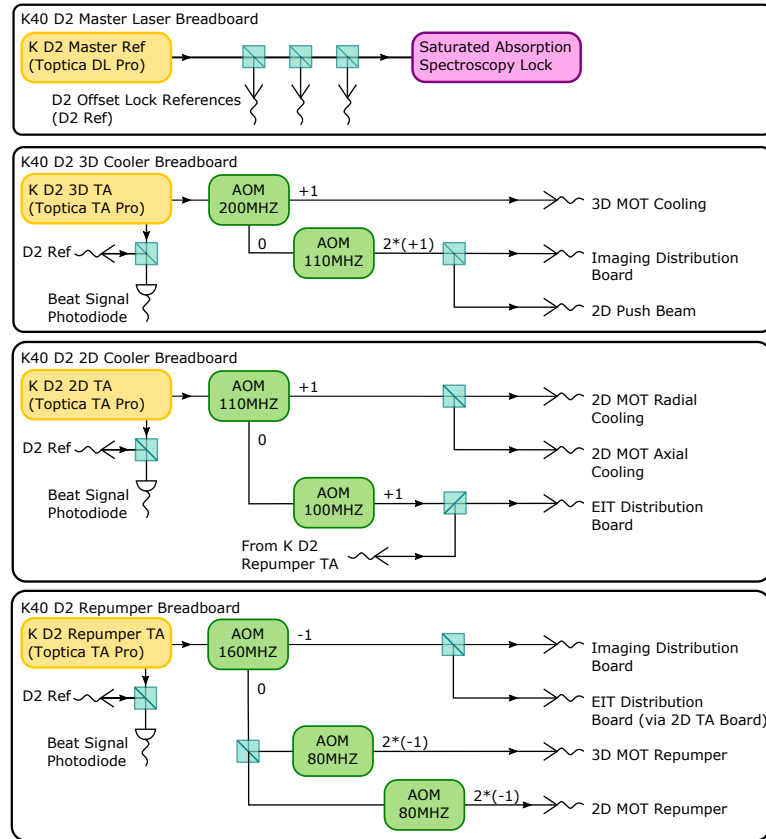 K40 D2 Master Laser Breadboard
K D2 Master Ref
(Toptica DL Pro)
Saturated Absorption
Spectroscopy Lock
D2 Offset Lock References
(D2 Ref)
K40 D2 3D Cooler Breadboard
K D2 3D TA
(Toptica TA Pro)
AOM
200MHZ
+1
3D MOT Cooling
D2 Ref
0
AOM
110MHZ
2*(+1)
Imaging Distribution
Board
Beat Signal
Photodiode
2D Push Beam
K40 D2 2D Cooler Breadboard
K D2 2D TA
(Toptica TA Pro)
AOM
110MHZ
+1
2D MOT Radial
Cooling
D2 Ref
0
2D MOT Axial
Cooling
Beat Signal
Photodiode
AOM
100MHZ
+1
EIT Distribution
Board
From K D2
Repumper TA
K40 D2 Repumper Breadboard
K D2 Repumper TA
(Toptica TA Pro)
AOM
160MHZ
-1
Imaging Distribution
Board
D2 Ref
0
EIT Distribution
Board (via 2D TA Board)
Beat Signal
Photodiode
AOM
80MHZ
2*(-1)
3D MOT Repumper
AOM
80MHZ
2*(-1)
2D MOT Repumper